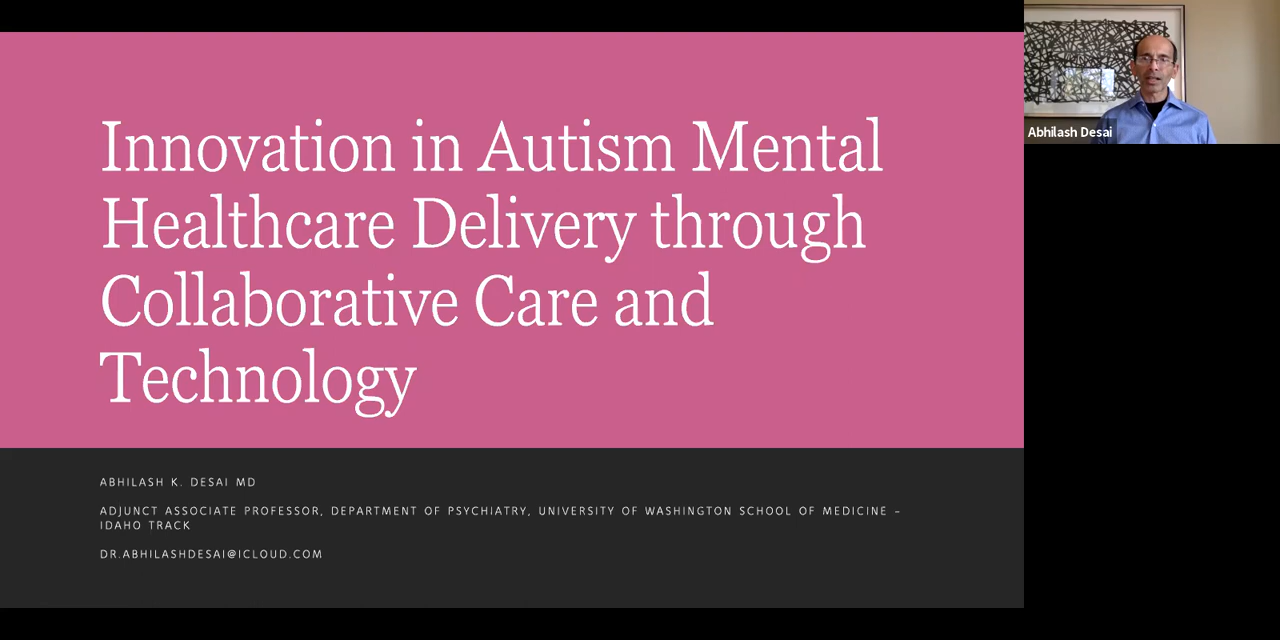 Innovation in Autism Mental
Healthcare Delivery through
Collaborative Care and
Technology
ABHILASH K. DESAI MD
ADJUNCT ASSOCIATE PROFESSOR, DEPARTMENT OF PSYCHIATRY, UNIVERSITY OF WASHINGTON SCHOOL OF MEDICINE –
IDAHO TRACK
DR.ABHILASHDESAI@ICLOUD.COM
Abhilash Desai